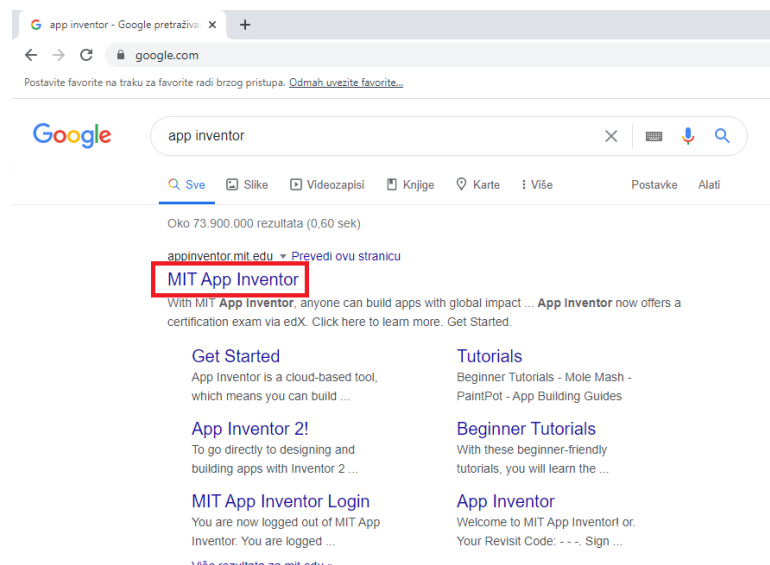 app inventor - Google pretraživa
google.com
Postavite favorite na traku za favorite radi brzog pristupa. Odmah uvezite favorite...
Google
app inventor
Sve Slike Videozapisi Knjige Karte Više Postavke Alati
Oko 73.900.000 rezultata (0,60 sek)
appinventor.mit.edu Prevedi ovu stranicu
MIT App Inventor
With MIT App Inventor, anyone can build apps with global impact ... App Inventor now offers a
certification exam via edX. Click here to learn more. Get Started.
Get Started
App Inventor is a cloud-based tool,
which means you can build ...
Tutorials
Beginner Tutorials - Mole Mash -
PaintPot - App Building Guides
App Inventor 2!
To go directly to designing and
building apps with Inventor 2 ...
Beginner Tutorials
With these beginner-friendly
tutorials, you will learn the ...
MIT App Inventor Login
You are now logged out of MIT App
Inventor. You are logged ...
App Inventor
Welcome to MIT App Inventor! or.
Your Revisit Code: - - -. Sign ...
Više rezultata za mit.edu »